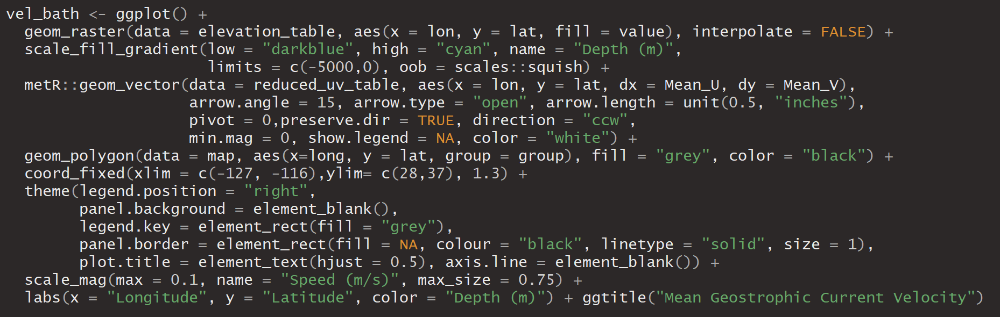 vel_bath <- ggplot() +
  geom_raster(data = elevation_table, aes(x = lon, y = lat, fill = value), interpolate = FALSE) +
  scale_fill_gradient(low = "darkblue", high = "cyan", name = "Depth (m)",
                      limits = c(-5000,0), oob = scales::squish) +
  metR::geom_vector(data = reduced_uv_table, aes(x = lon, y = lat, dx = Mean_U, dy = Mean_V),
                    arrow.angle = 15, arrow.type = "open", arrow.length = unit(0.5, "inches"),
                    pivot = 0,preserve.dir = TRUE, direction = "ccw",
                    min.mag = 0, show.legend = NA, color = "white") +
  geom_polygon(data = map, aes(x=long, y = lat, group = group), fill = "grey", color = "black") +
  coord_fixed(xlim = c(-127, -116),ylim= c(28,37), 1.3) +
  theme(legend.position = "right",
        panel.background = element_blank(),
        legend.key = element_rect(fill = "grey"),
        panel.border = element_rect(fill = NA, colour = "black", linetype = "solid", size = 1),
        plot.title = element_text(hjust = 0.5), axis.line = element_blank()) +
  scale_mag(max = 0.1, name = "Speed (m/s)", max_size = 0.75) +
  labs(x = "Longitude", y = "Latitude", color = "Depth (m)") + ggtitle("Mean Geostrophic Current Velocity")